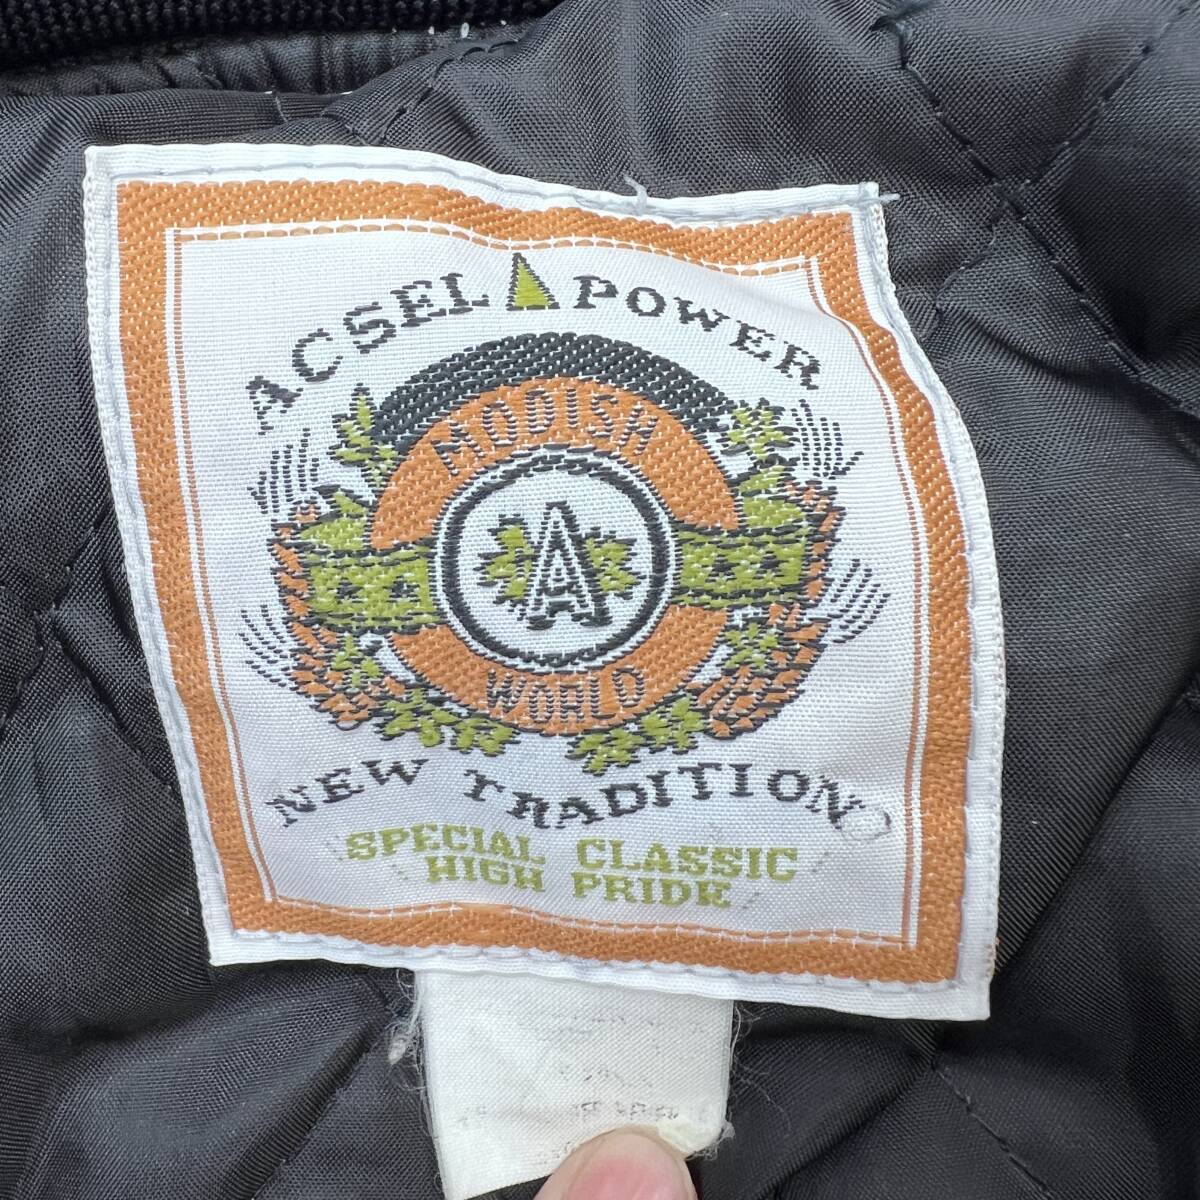 ACSEL POWER
MODISH
A
WORLD
NEW TRADITION
SPECIAL CLASSIC
HIGH PRIDE